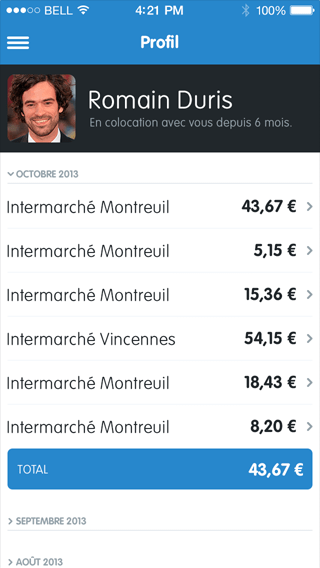 BELL 4:21 PM 100%
Profil
Romain Duris
En colocation avec vous depuis 6 mois.
OCTOBRE 2013
Intermarché Montreuil 43,67 €
Intermarché Montreuil 5,15 €
Intermarché Montreuil 15,36 €
Intermarché Vincennes 54,15 €
Intermarché Montreuil 18,43 €
Intermarché Montreuil 8,20 €
TOTAL 43,67 €
SEPTEMBRE 2013
AOÛT 2013